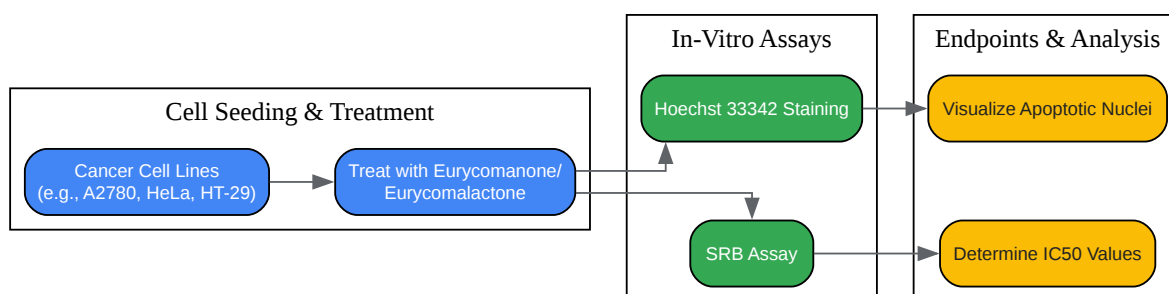 In-Vitro Assays
Endpoints & Analysis
Cell Seeding & Treatment
Hoechst 33342 Staining
Visualize Apoptotic Nuclei
Cancer Cell Lines
(e.g., A2780, HeLa, HT-29)
Treat with Eurycomanone/
Eurycomalactone
SRB Assay
Determine IC50 Values